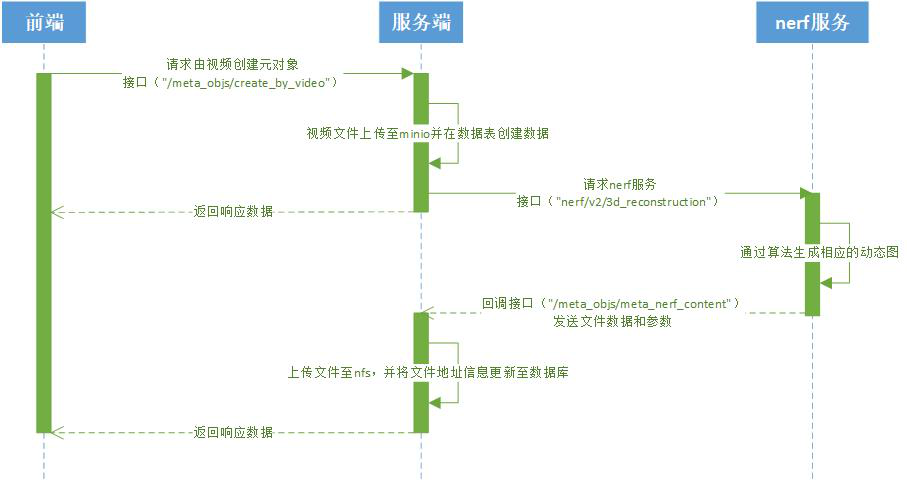 前端
服务端
nerf服务
请求由视频创建元对象
接口（"/meta_objs/create_by_video"）
视频文件上传至minio并在数据表创建数据
请求nerf服务
接口（"nerf/v2/3d_reconstruction"）
返回响应数据
通过算法生成相应的动态图
回调接口（"/meta_objs/meta_nerf_content"）
发送文件数据和参数
上传文件至nfs，并将文件地址信息更新至数据库
返回响应数据